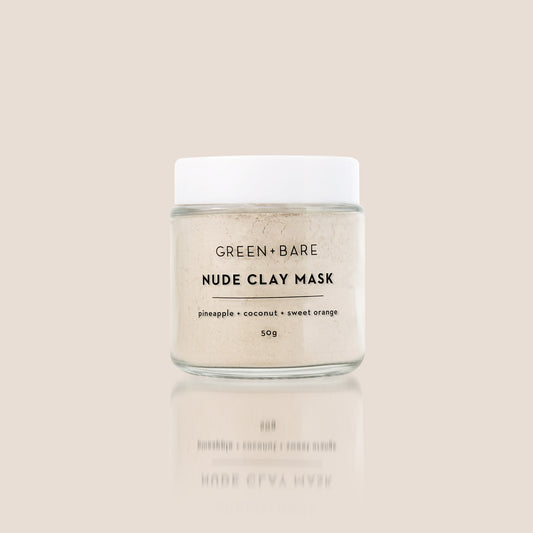 GREEN + BARE
NUDE CLAY MASK
pineapple + coconut + sweet orange
50g